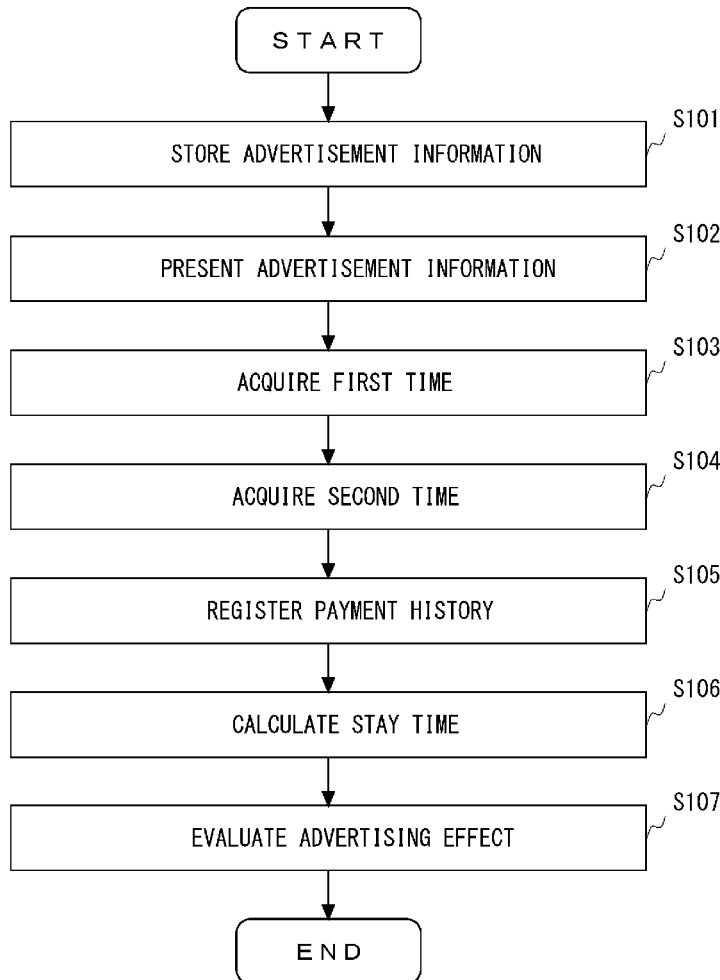 START
S101
STORE ADVERTISEMENT INFORMATION
S102
PRESENT ADVERTISEMENT INFORMATION
S103
ACQUIRE FIRST TIME
S104
ACQUIRE SECOND TIME
S105
REGISTER PAYMENT HISTORY
S106
CALCULATE STAY TIME
S107
EVALUATE ADVERTISING EFFECT
END